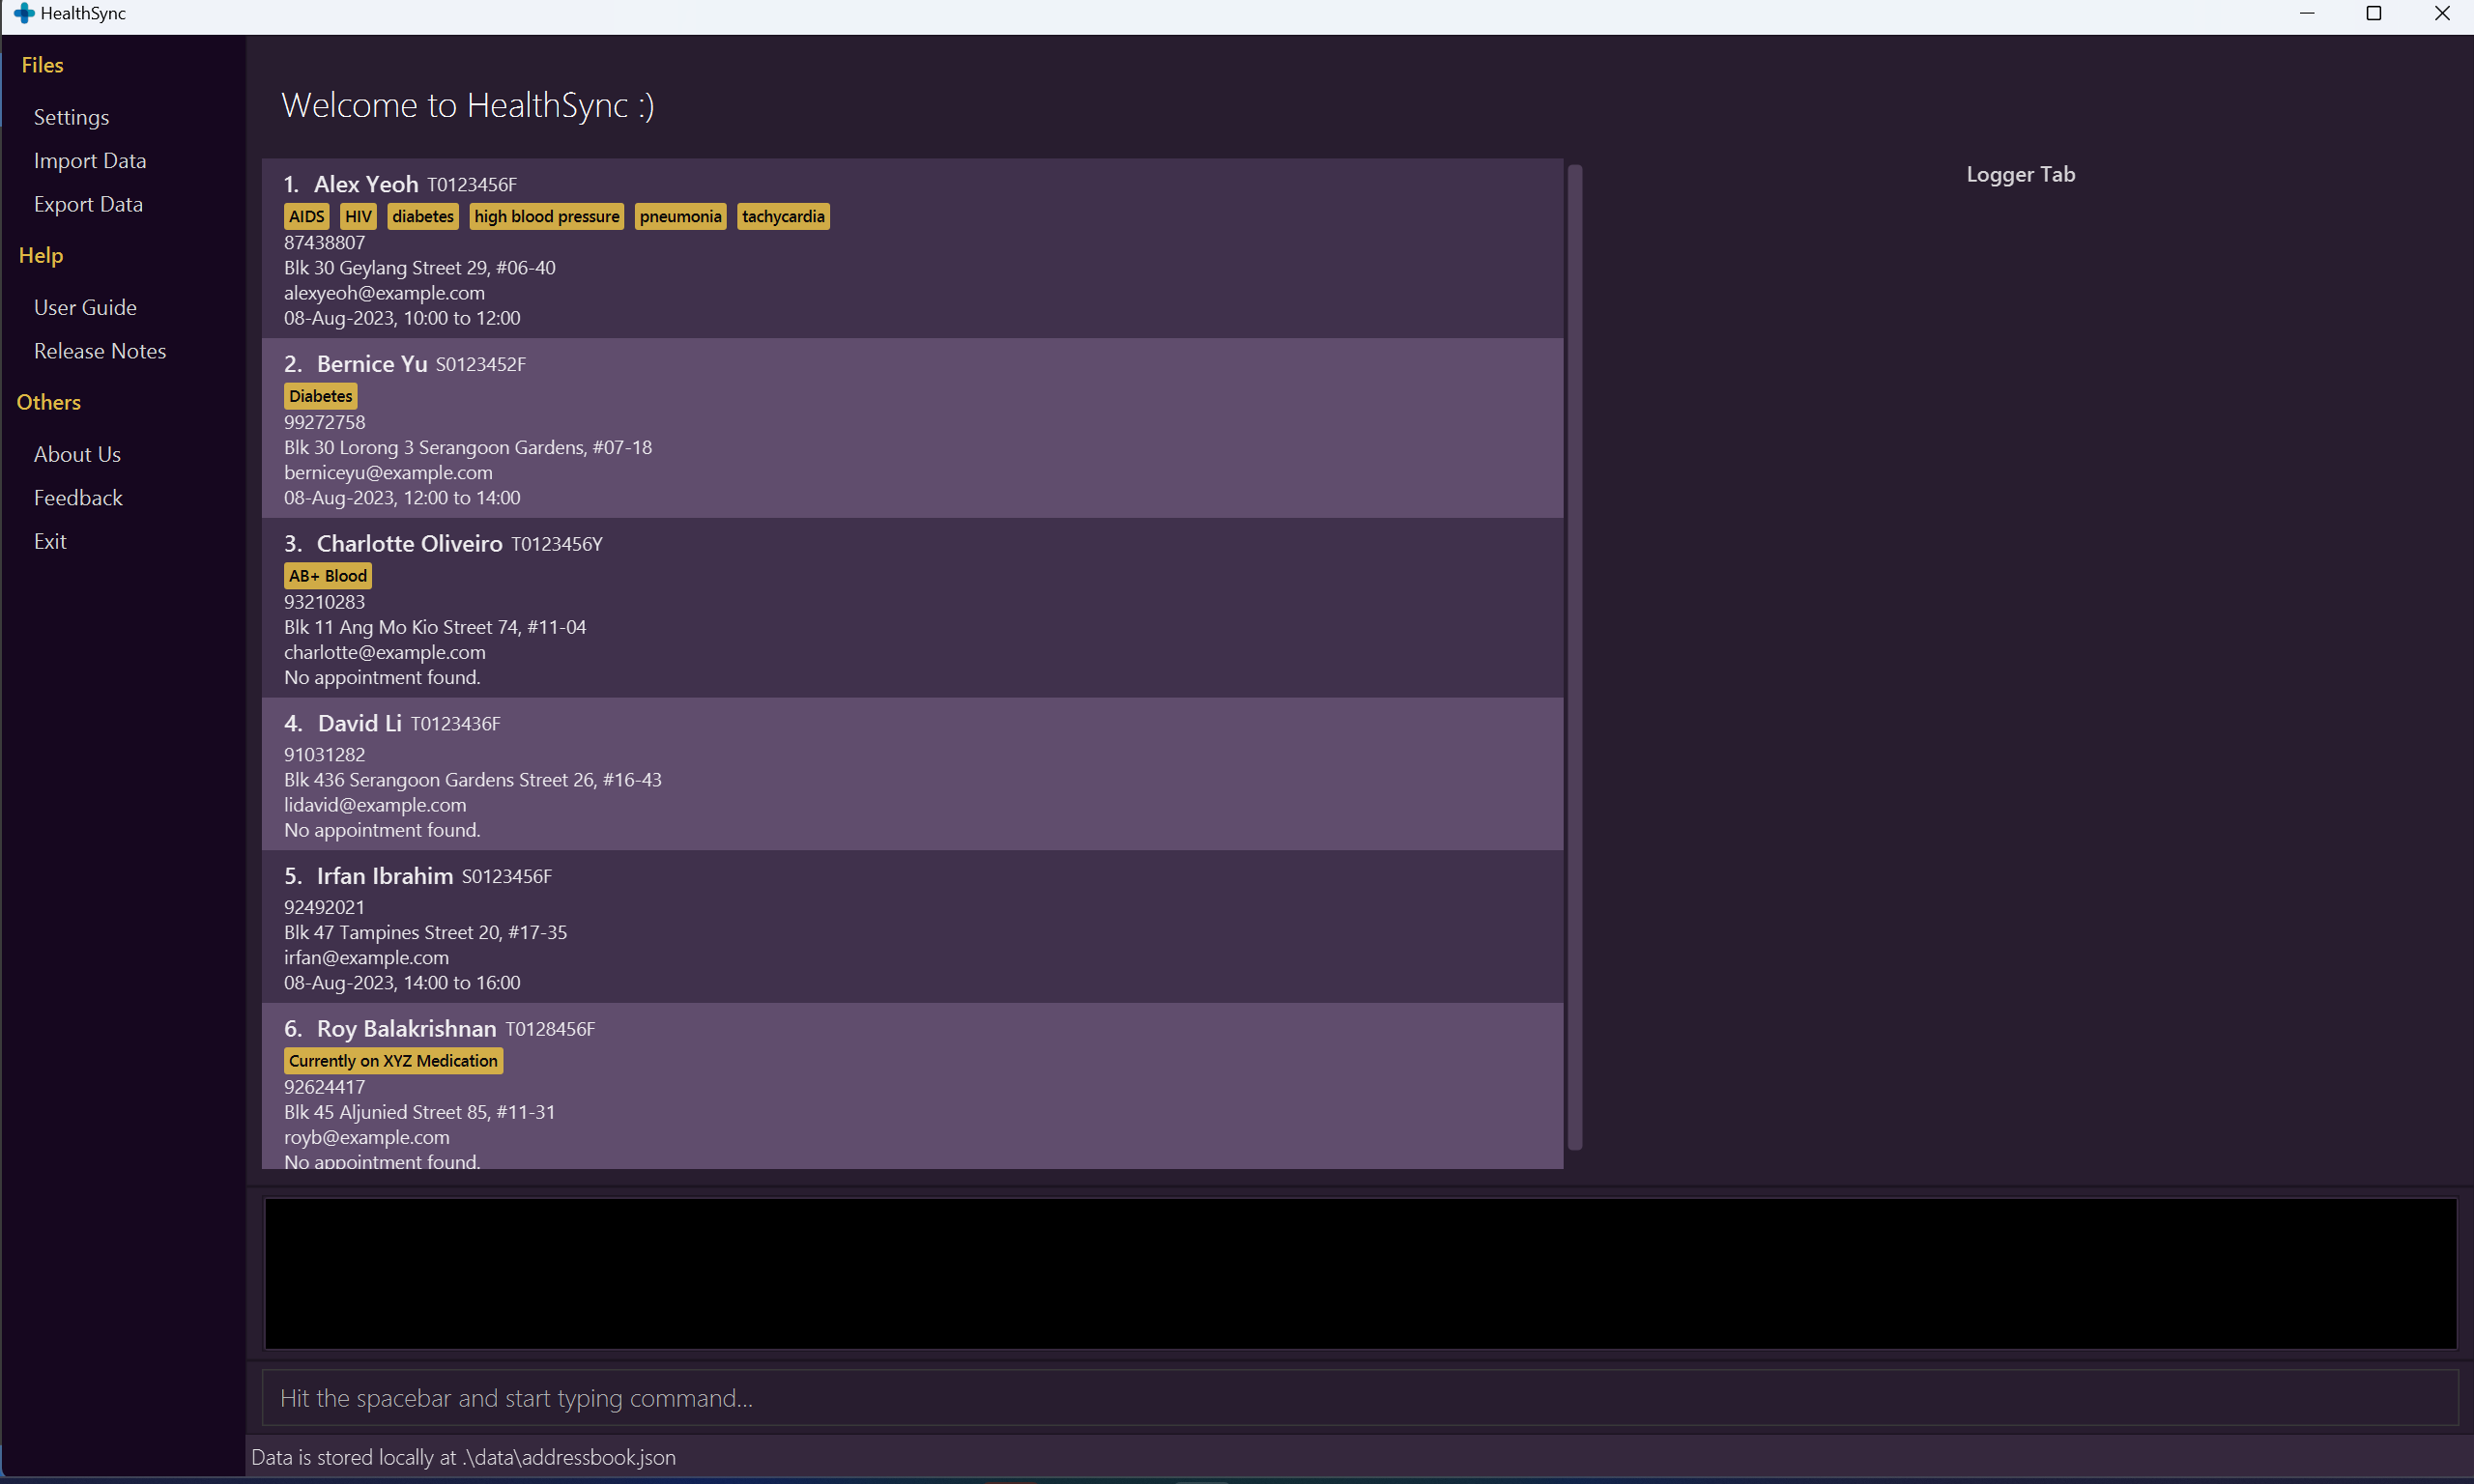 HealthSync
Files
Settings
Import Data
Export Data
Help
User Guide
Release Notes
Others
About Us
Feedback
Exit
Welcome to HealthSync :)
1. Alex Yeoh T0123456F
AIDS HIV diabetes high blood pressure pneumonia tachycardia
87438807
Blk 30 Geylang Street 29, #06-40
alexyeoh@example.com
08-Aug-2023, 10:00 to 12:00
2. Bernice Yu S0123452F
Diabetes
99272758
Blk 30 Lorong 3 Serangoon Gardens, #07-18
berniceyu@example.com
08-Aug-2023, 12:00 to 14:00
3. Charlotte Oliveiro T0123456Y
AB+ Blood
93210283
Blk 11 Ang Mo Kio Street 74, #11-04
charlotte@example.com
No appointment found.
4. David Li T0123436F
91031282
Blk 436 Serangoon Gardens Street 26, #16-43
lidavid@example.com
No appointment found.
5. Irfan Ibrahim S0123456F
92492021
Blk 47 Tampines Street 20, #17-35
irfan@example.com
08-Aug-2023, 14:00 to 16:00
6. Roy Balakrishnan T0128456F
Currently on XYZ Medication
92624417
Blk 45 Aljunied Street 85, #11-31
royb@example.com
No appointment found.
Logger Tab
Hit the spacebar and start typing command...
Data is stored locally at .\data\addressbook.json